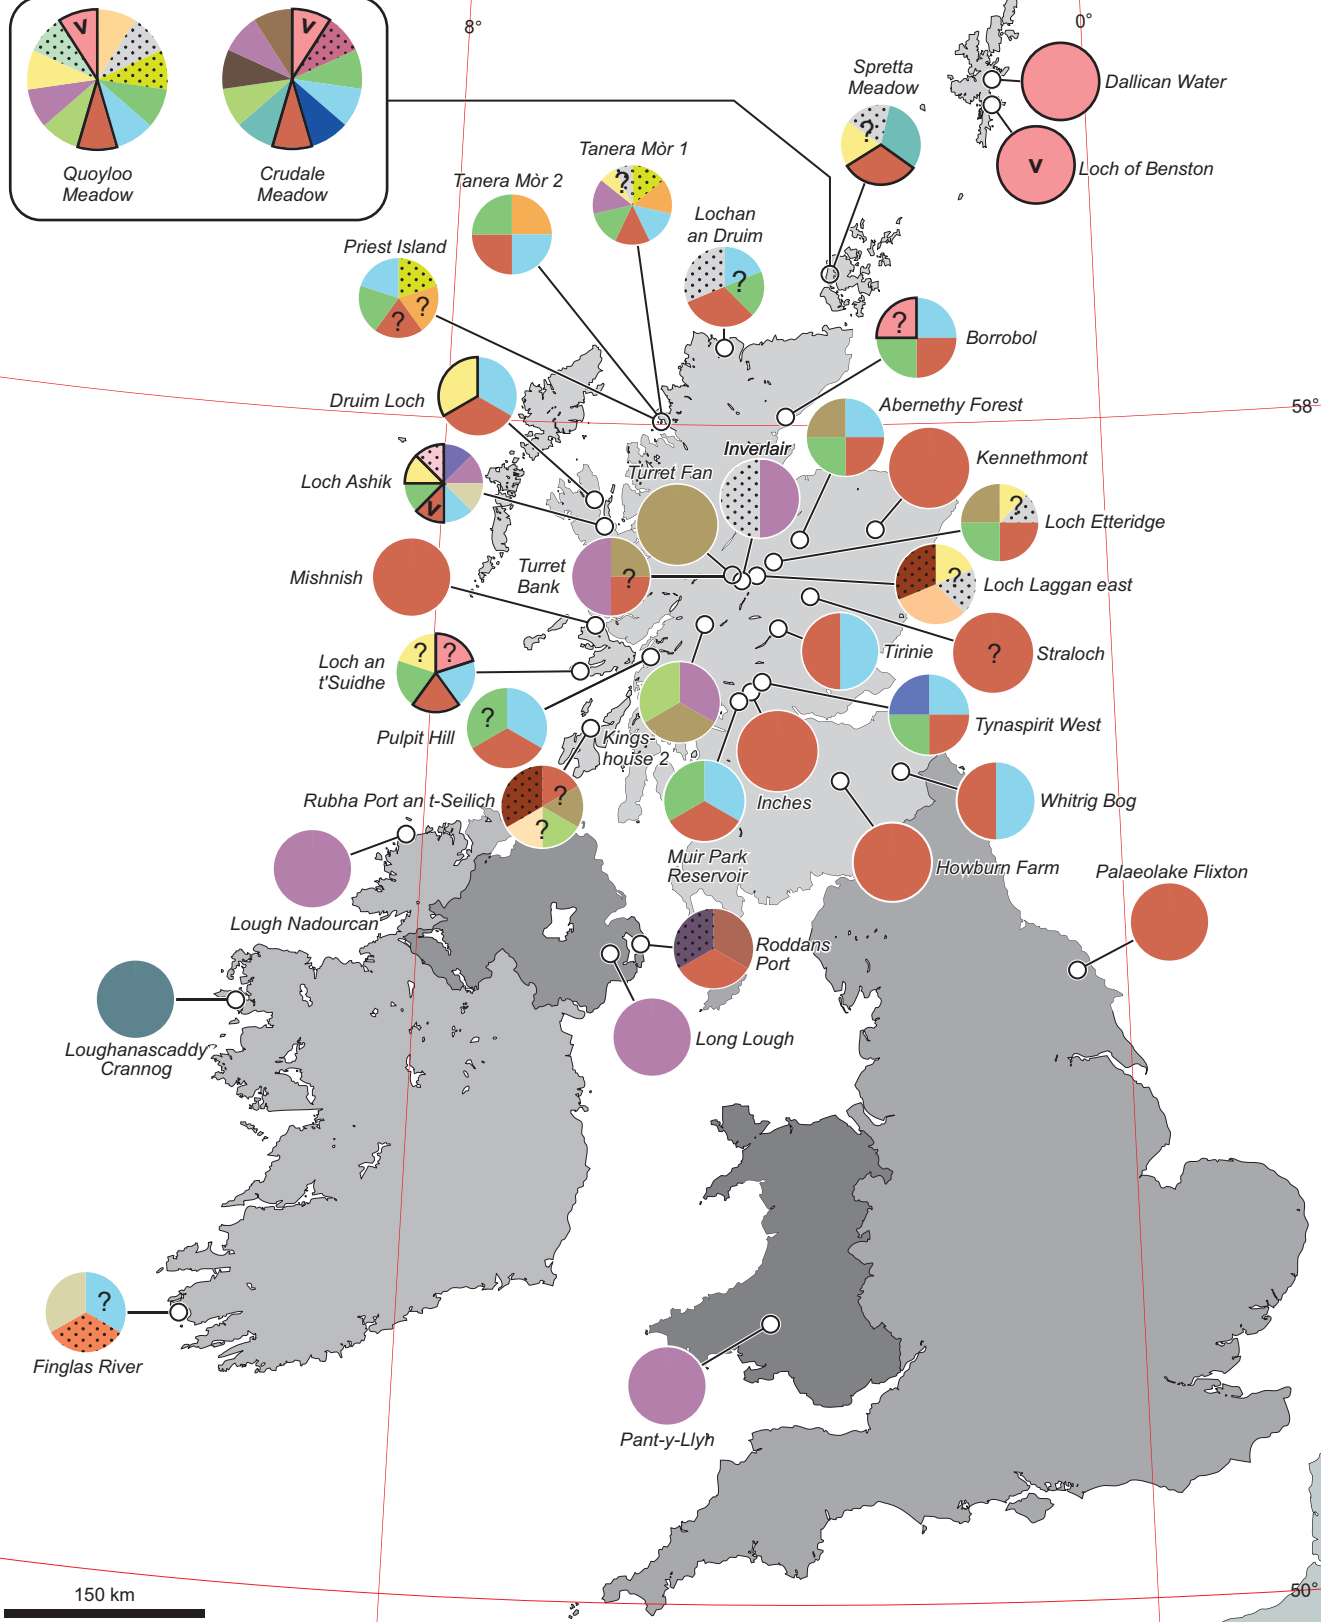 8°
0°
V
V
Quoyloo
Meadow
Crudale
Meadow
Spretta
Meadow
?
Dallican Water
V
Loch of Benston
Tanera Mòr 1
?
Tanera Mòr 2
Lochan
an Druim
?
Priest Island
?
?
?
Borrobol
Druim Loch
58°
Abernethy Forest
Inverlair
Kennethmont
Turret Fan
Loch Ashik
V
?
Loch Etteridge
Mishnish
Turret
Bank
?
?
Loch Laggan east
?
Straloch
Tirinie
Loch an
t'Suidhe
?
?
Pulpit Hill
?
Kings-
house 2
Tynaspirit West
Rubha Port an t-Seilich
?
?
Inches
Whitrig Bog
Muir Park
Reservoir
Howburn Farm
Palaeolake Flixton
Lough Nadourcan
Roddans
Port
Loughanascaddy
Crannog
Long Lough
?
Finglas River
Pant-y-Llyn
150 km
50°